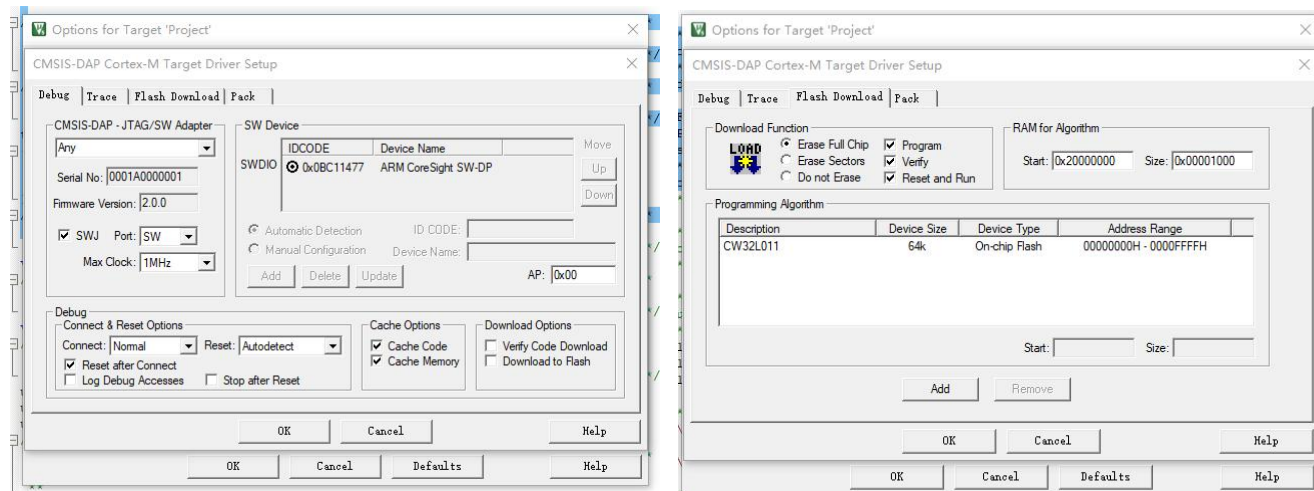 Options for Target 'Project'
CMSIS-DAP Cortex-M Target Driver Setup
Debug Trace Flash Download Pack
CMSIS-DAP - JTAG/SW Adapter
Any
Serial No: 0001A0000001
Firmware Version: 2.0.0
SWJ Port: SW
Max Clock: 1MHz
SW Device
IDCODE Device Name
SWDIO 0x0BC11477 ARM CoreSight SW-DP
Move
Up
Down
Automatic Detection ID CODE:
Manual Configuration Device Name:
Add Delete Update AP: 0x00
Debug
Connect & Reset Options
Connect: Normal Reset: Autodetect
Reset after Connect
Log Debug Accesses Stop after Reset
Cache Options
Cache Code
Cache Memory
Download Options
Verify Code Download
Download to Flash
OK Cancel Help
OK Cancel Defaults Help
Options for Target 'Project'
CMSIS-DAP Cortex-M Target Driver Setup
Debug Trace Flash Download Pack
Download Function
LOAD
Erase Full Chip Program
Erase Sectors Verify
Do not Erase Reset and Run
RAM for Algorithm
Start: 0x20000000 Size: 0x00001000
Programming Algorithm
Description Device Size Device Type Address Range
CW32L011 64k On-chip Flash 00000000H - 0000FFFFH
Start: Size:
Add Remove
OK Cancel Help
OK Cancel Defaults Help